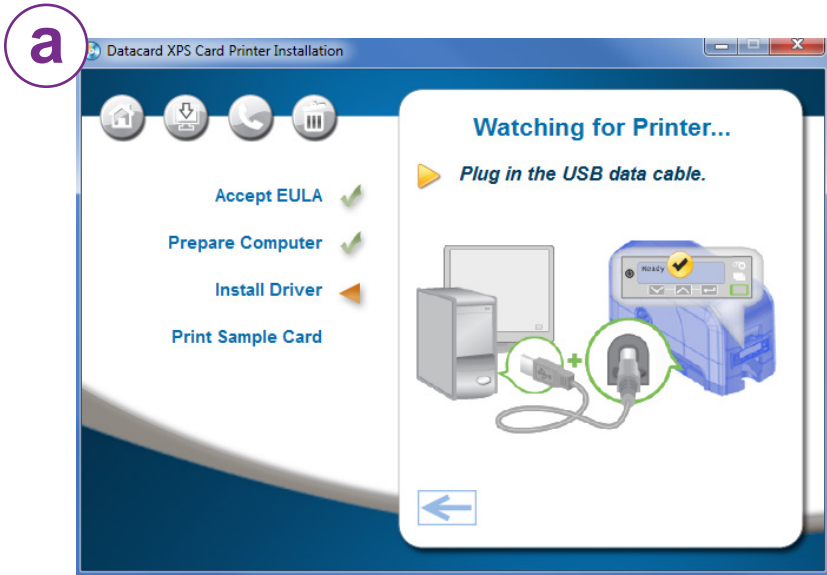 a
Datacard XPS Card Printer Installation
Watching for Printer...
Plug in the USB data cable.
Accept EULA
Prepare Computer
Install Driver
Print Sample Card
Ready
+